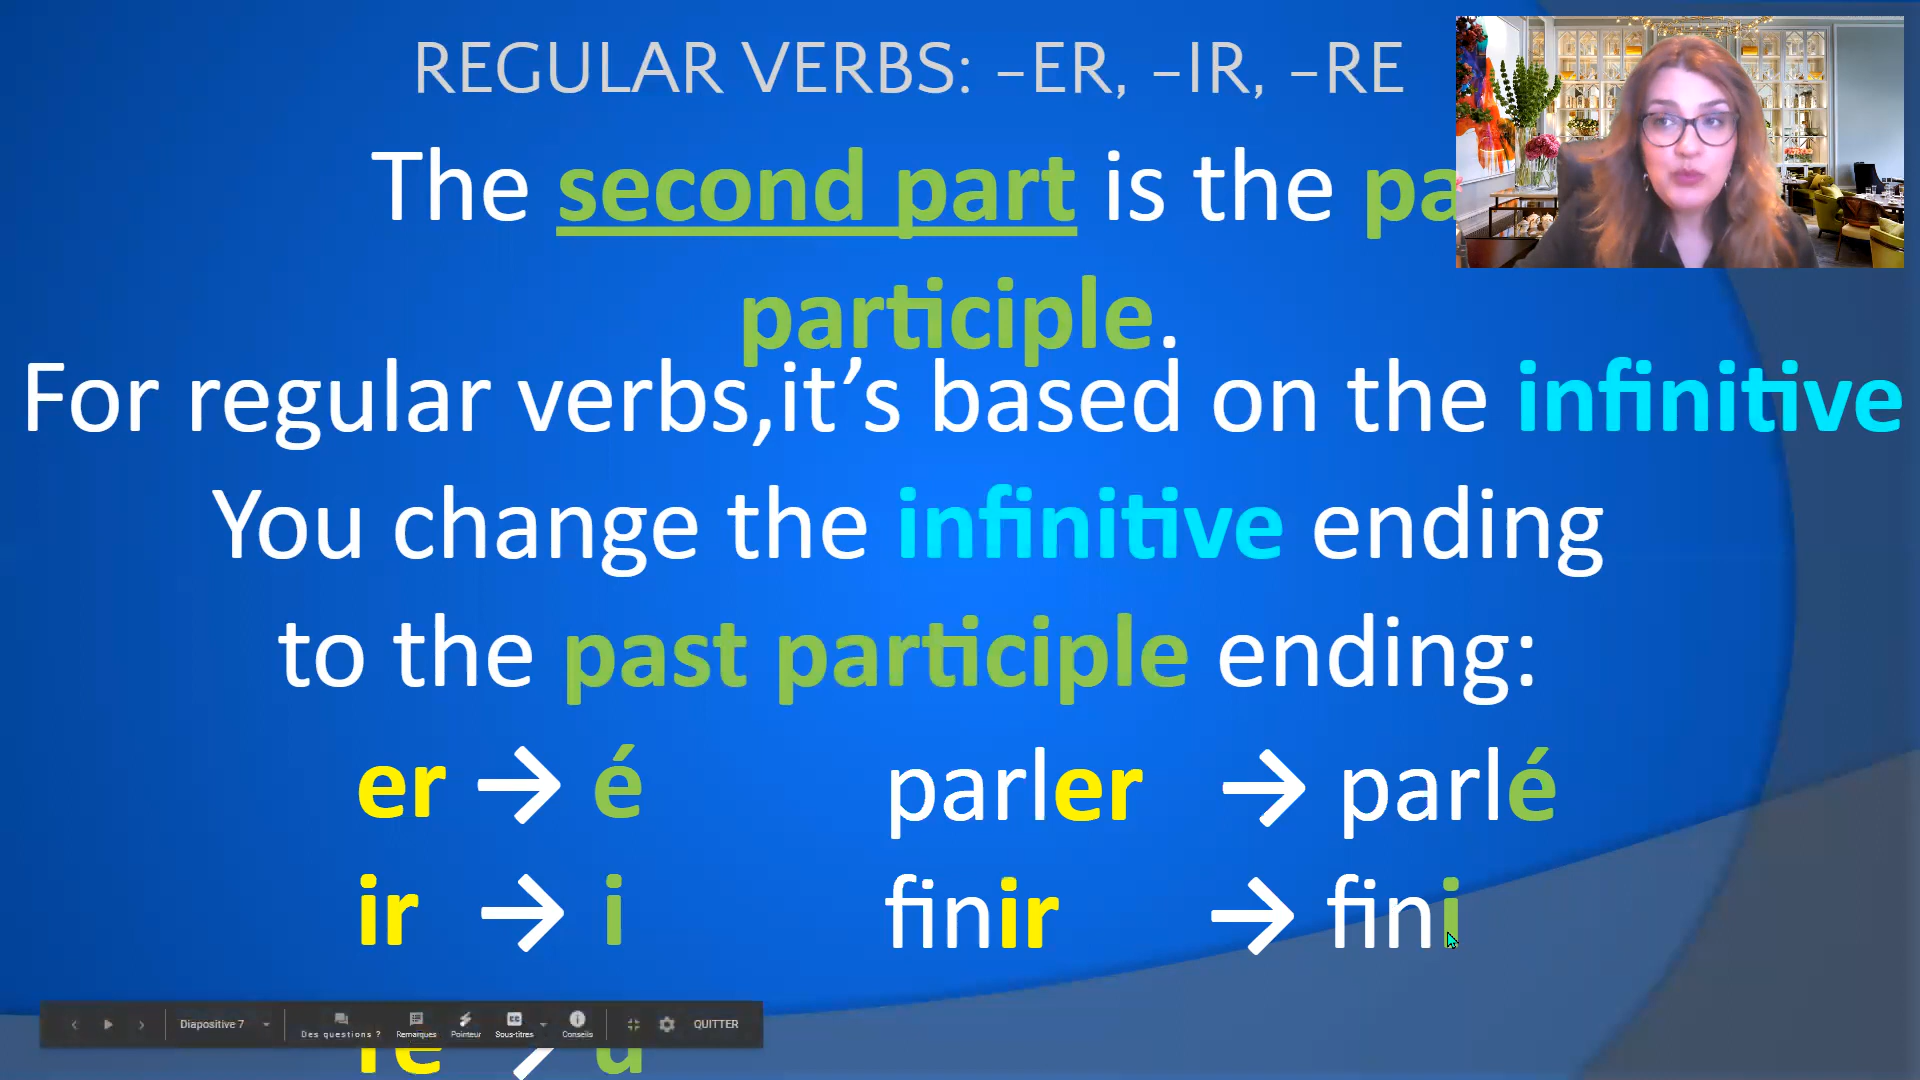 REGULAR VERBS: –ER, –IR, –RE
The second part is the pa
participle.
For regular verbs,it’s based on the infinitive
You change the infinitive ending
to the past participle ending:
er → é parler → parlé
ir → i finir → fini
Diapositive 7 Des questions ? Remarques Pointeur Sous-titres Conseils QUITTER
re → u